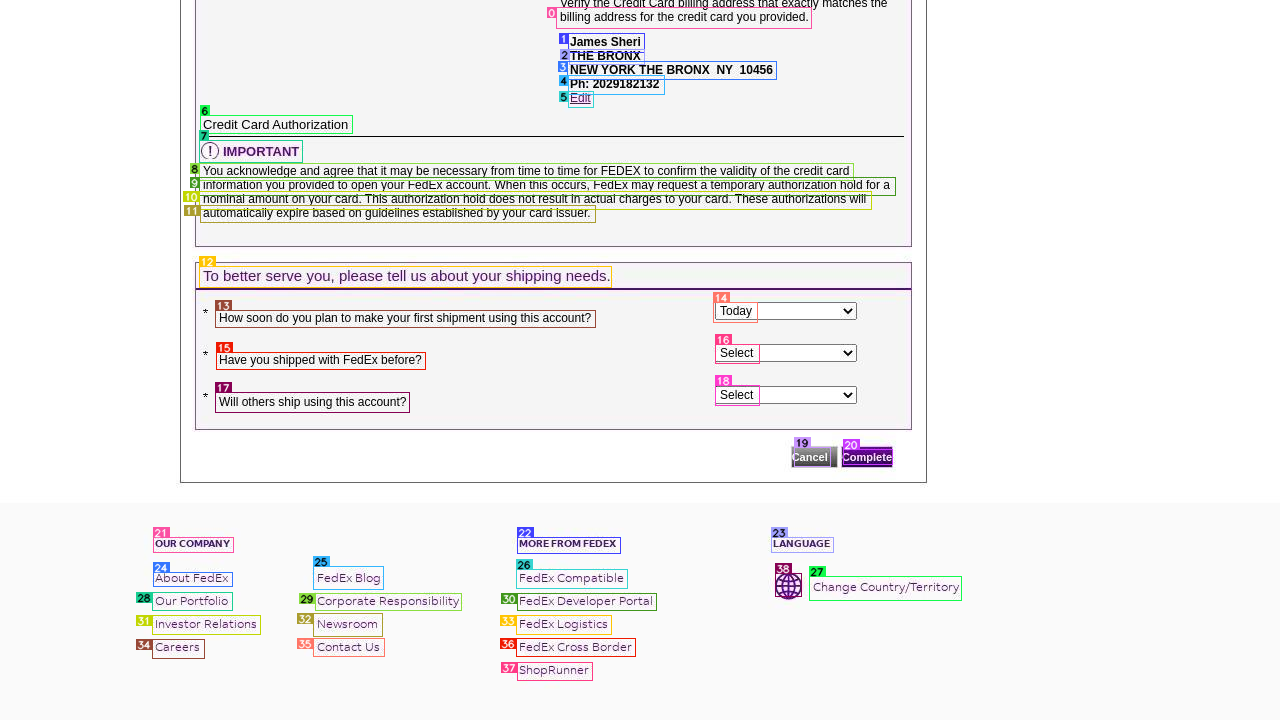 Verify the Credit Card billing address that exactly matches the
0 billing address for the credit card you provided.
1 James Sheri
2 THE BRONX
3 NEW YORK THE BRONX  NY  10456
4 Ph: 2029182132
5 Edit
6
Credit Card Authorization
7
! IMPORTANT
8 You acknowledge and agree that it may be necessary from time to time for FEDEX to confirm the validity of the credit card
9 information you provided to open your FedEx account. When this occurs, FedEx may request a temporary authorization hold for a
10 nominal amount on your card. This authorization hold does not result in actual charges to your card. These authorizations will
11 automatically expire based on guidelines established by your card issuer.
12
To better serve you, please tell us about your shipping needs.
13 14
* How soon do you plan to make your first shipment using this account? Today
15 16
* Have you shipped with FedEx before? Select
17 18
* Will others ship using this account? Select
19 20
Cancel Complete
21 22 23
OUR COMPANY MORE FROM FEDEX LANGUAGE
24 25 26 38 27
About FedEx FedEx Blog FedEx Compatible Change Country/Territory
28 Our Portfolio 29 Corporate Responsibility 30 FedEx Developer Portal
31 Investor Relations 32 Newsroom 33 FedEx Logistics
34 Careers 35 Contact Us 36 FedEx Cross Border
37 ShopRunner